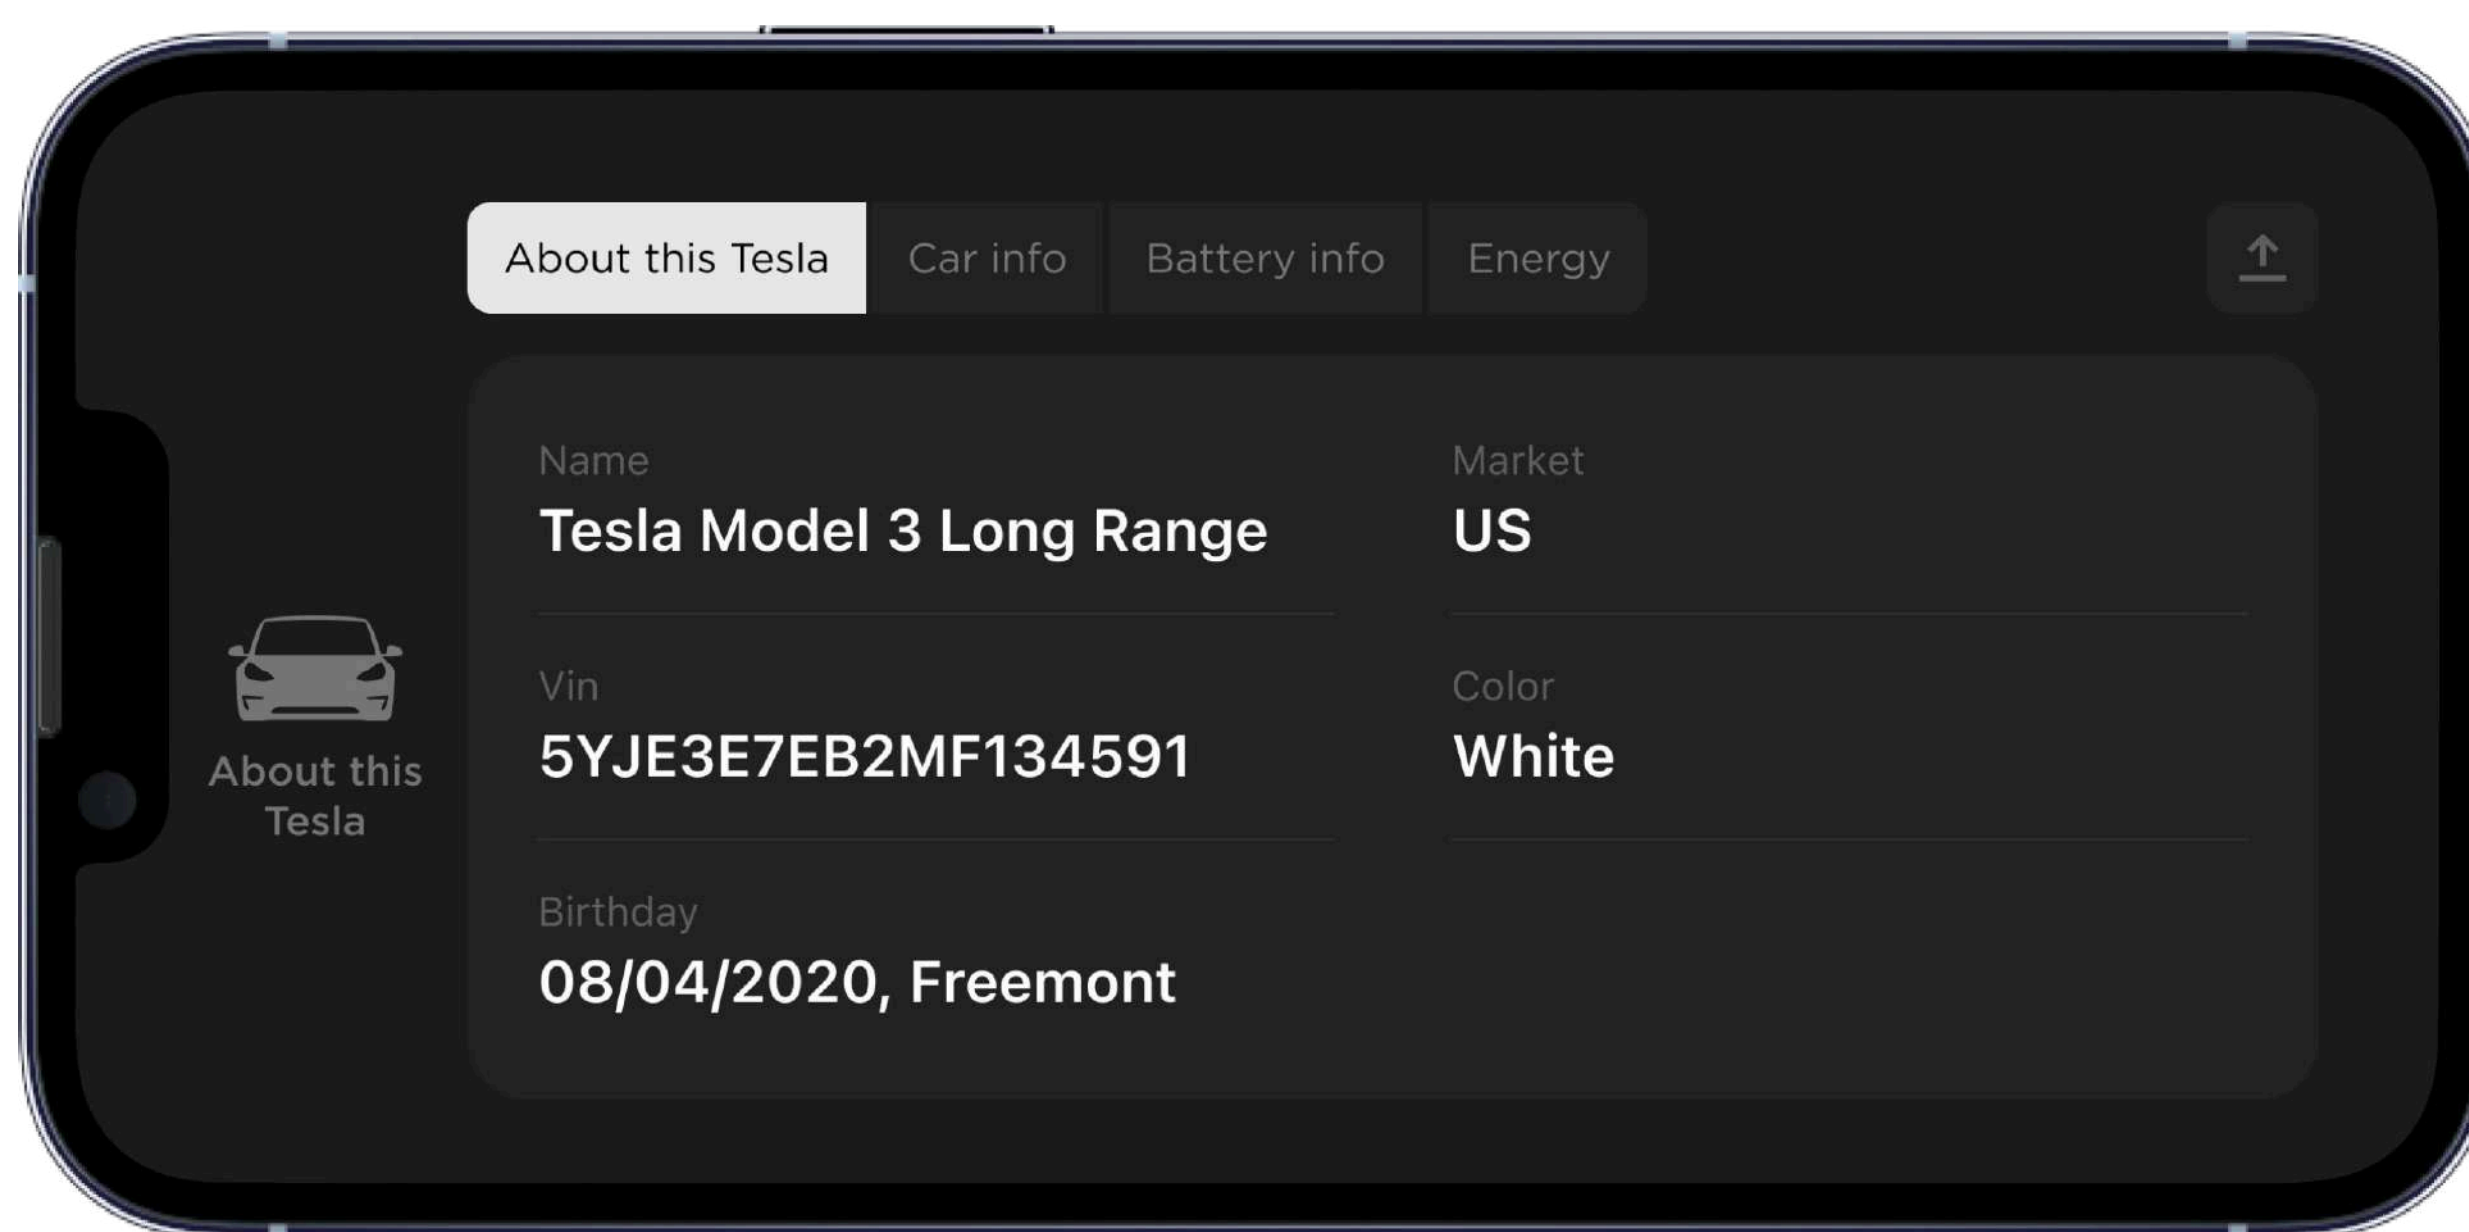 About this Tesla
Car info
Battery info
Energy
About this
Tesla
Name
Tesla Model 3 Long Range
Market
US
Vin
5YJE3E7EB2MF134591
Color
White
Birthday
08/04/2020, Freemont